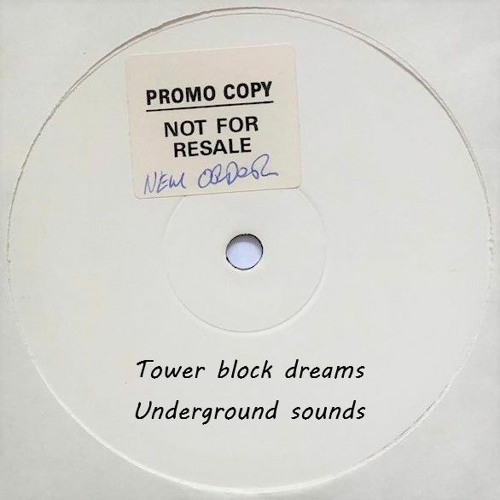 PROMO COPY
NOT FOR
RESALE
NEW ORDER
Tower block dreams
Underground sounds